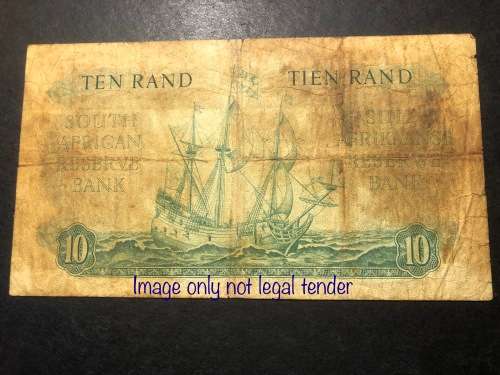 TEN RAND
TIEN RAND
SOUTH
AFRICAN
RESERVE
BANK
SUID
AFRIKAANSE
RESERWE
BANK
10
10
Image only not legal tender